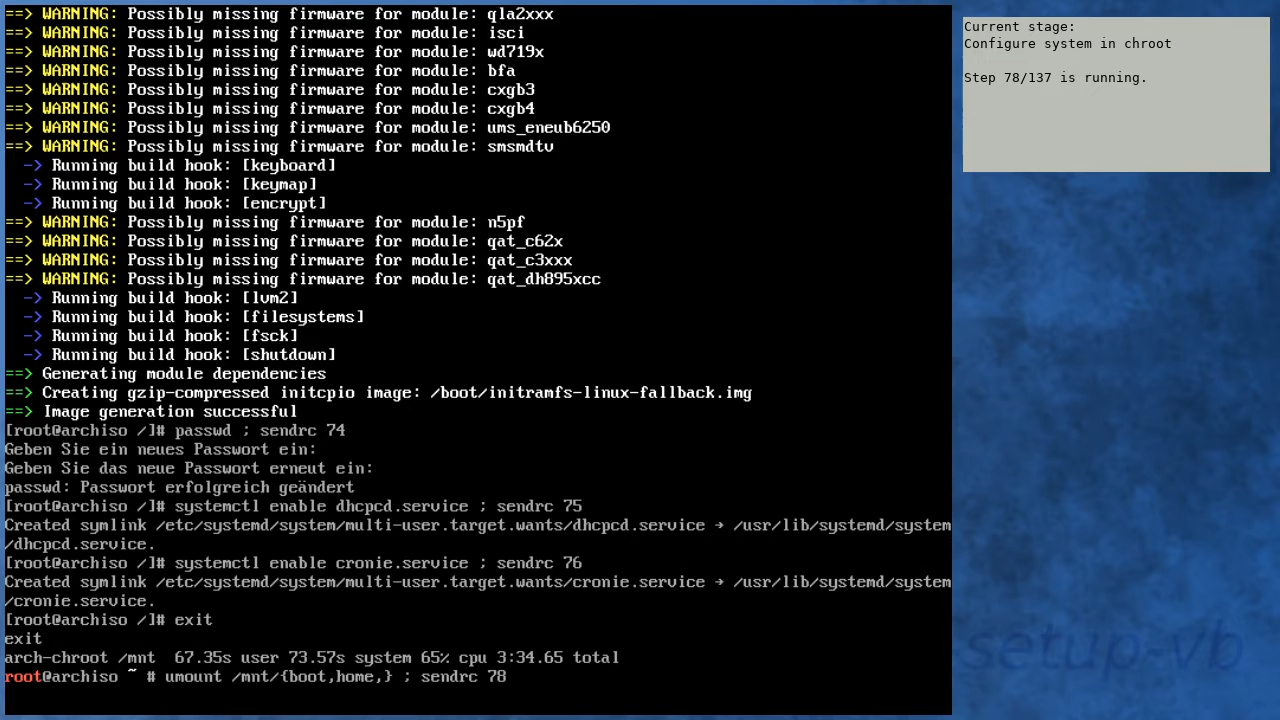 ==> WARNING: Possibly missing firmware for module: qla2xxx
==> WARNING: Possibly missing firmware for module: isci
==> WARNING: Possibly missing firmware for module: wd719x
==> WARNING: Possibly missing firmware for module: bfa
==> WARNING: Possibly missing firmware for module: cxgb3
==> WARNING: Possibly missing firmware for module: cxgb4
==> WARNING: Possibly missing firmware for module: ums_eneub6250
==> WARNING: Possibly missing firmware for module: smsmdtv
  -> Running build hook: [keyboard]
  -> Running build hook: [keymap]
  -> Running build hook: [encrypt]
==> WARNING: Possibly missing firmware for module: n5pf
==> WARNING: Possibly missing firmware for module: qat_c62x
==> WARNING: Possibly missing firmware for module: qat_c3xxx
==> WARNING: Possibly missing firmware for module: qat_dh895xcc
  -> Running build hook: [lvm2]
  -> Running build hook: [filesystems]
  -> Running build hook: [fsck]
  -> Running build hook: [shutdown]
==> Generating module dependencies
==> Creating gzip-compressed initcpio image: /boot/initramfs-linux-fallback.img
==> Image generation successful
[root@archiso /]# passwd ; sendrc 74
Geben Sie ein neues Passwort ein:
Geben Sie das neue Passwort erneut ein:
passwd: Passwort erfolgreich geändert
[root@archiso /]# systemctl enable dhcpcd.service ; sendrc 75
Created symlink /etc/systemd/system/multi-user.target.wants/dhcpcd.service → /usr/lib/systemd/system
/dhcpcd.service.
[root@archiso /]# systemctl enable cronie.service ; sendrc 76
Created symlink /etc/systemd/system/multi-user.target.wants/cronie.service → /usr/lib/systemd/system
/cronie.service.
[root@archiso /]# exit
exit
arch-chroot /mnt  67.35s user 73.57s system 65% cpu 3:34.65 total
root@archiso ~ # umount /mnt/{boot,home,} ; sendrc 78
Current stage:
Configure system in chroot
Step 78/137 is running.
setup-vb